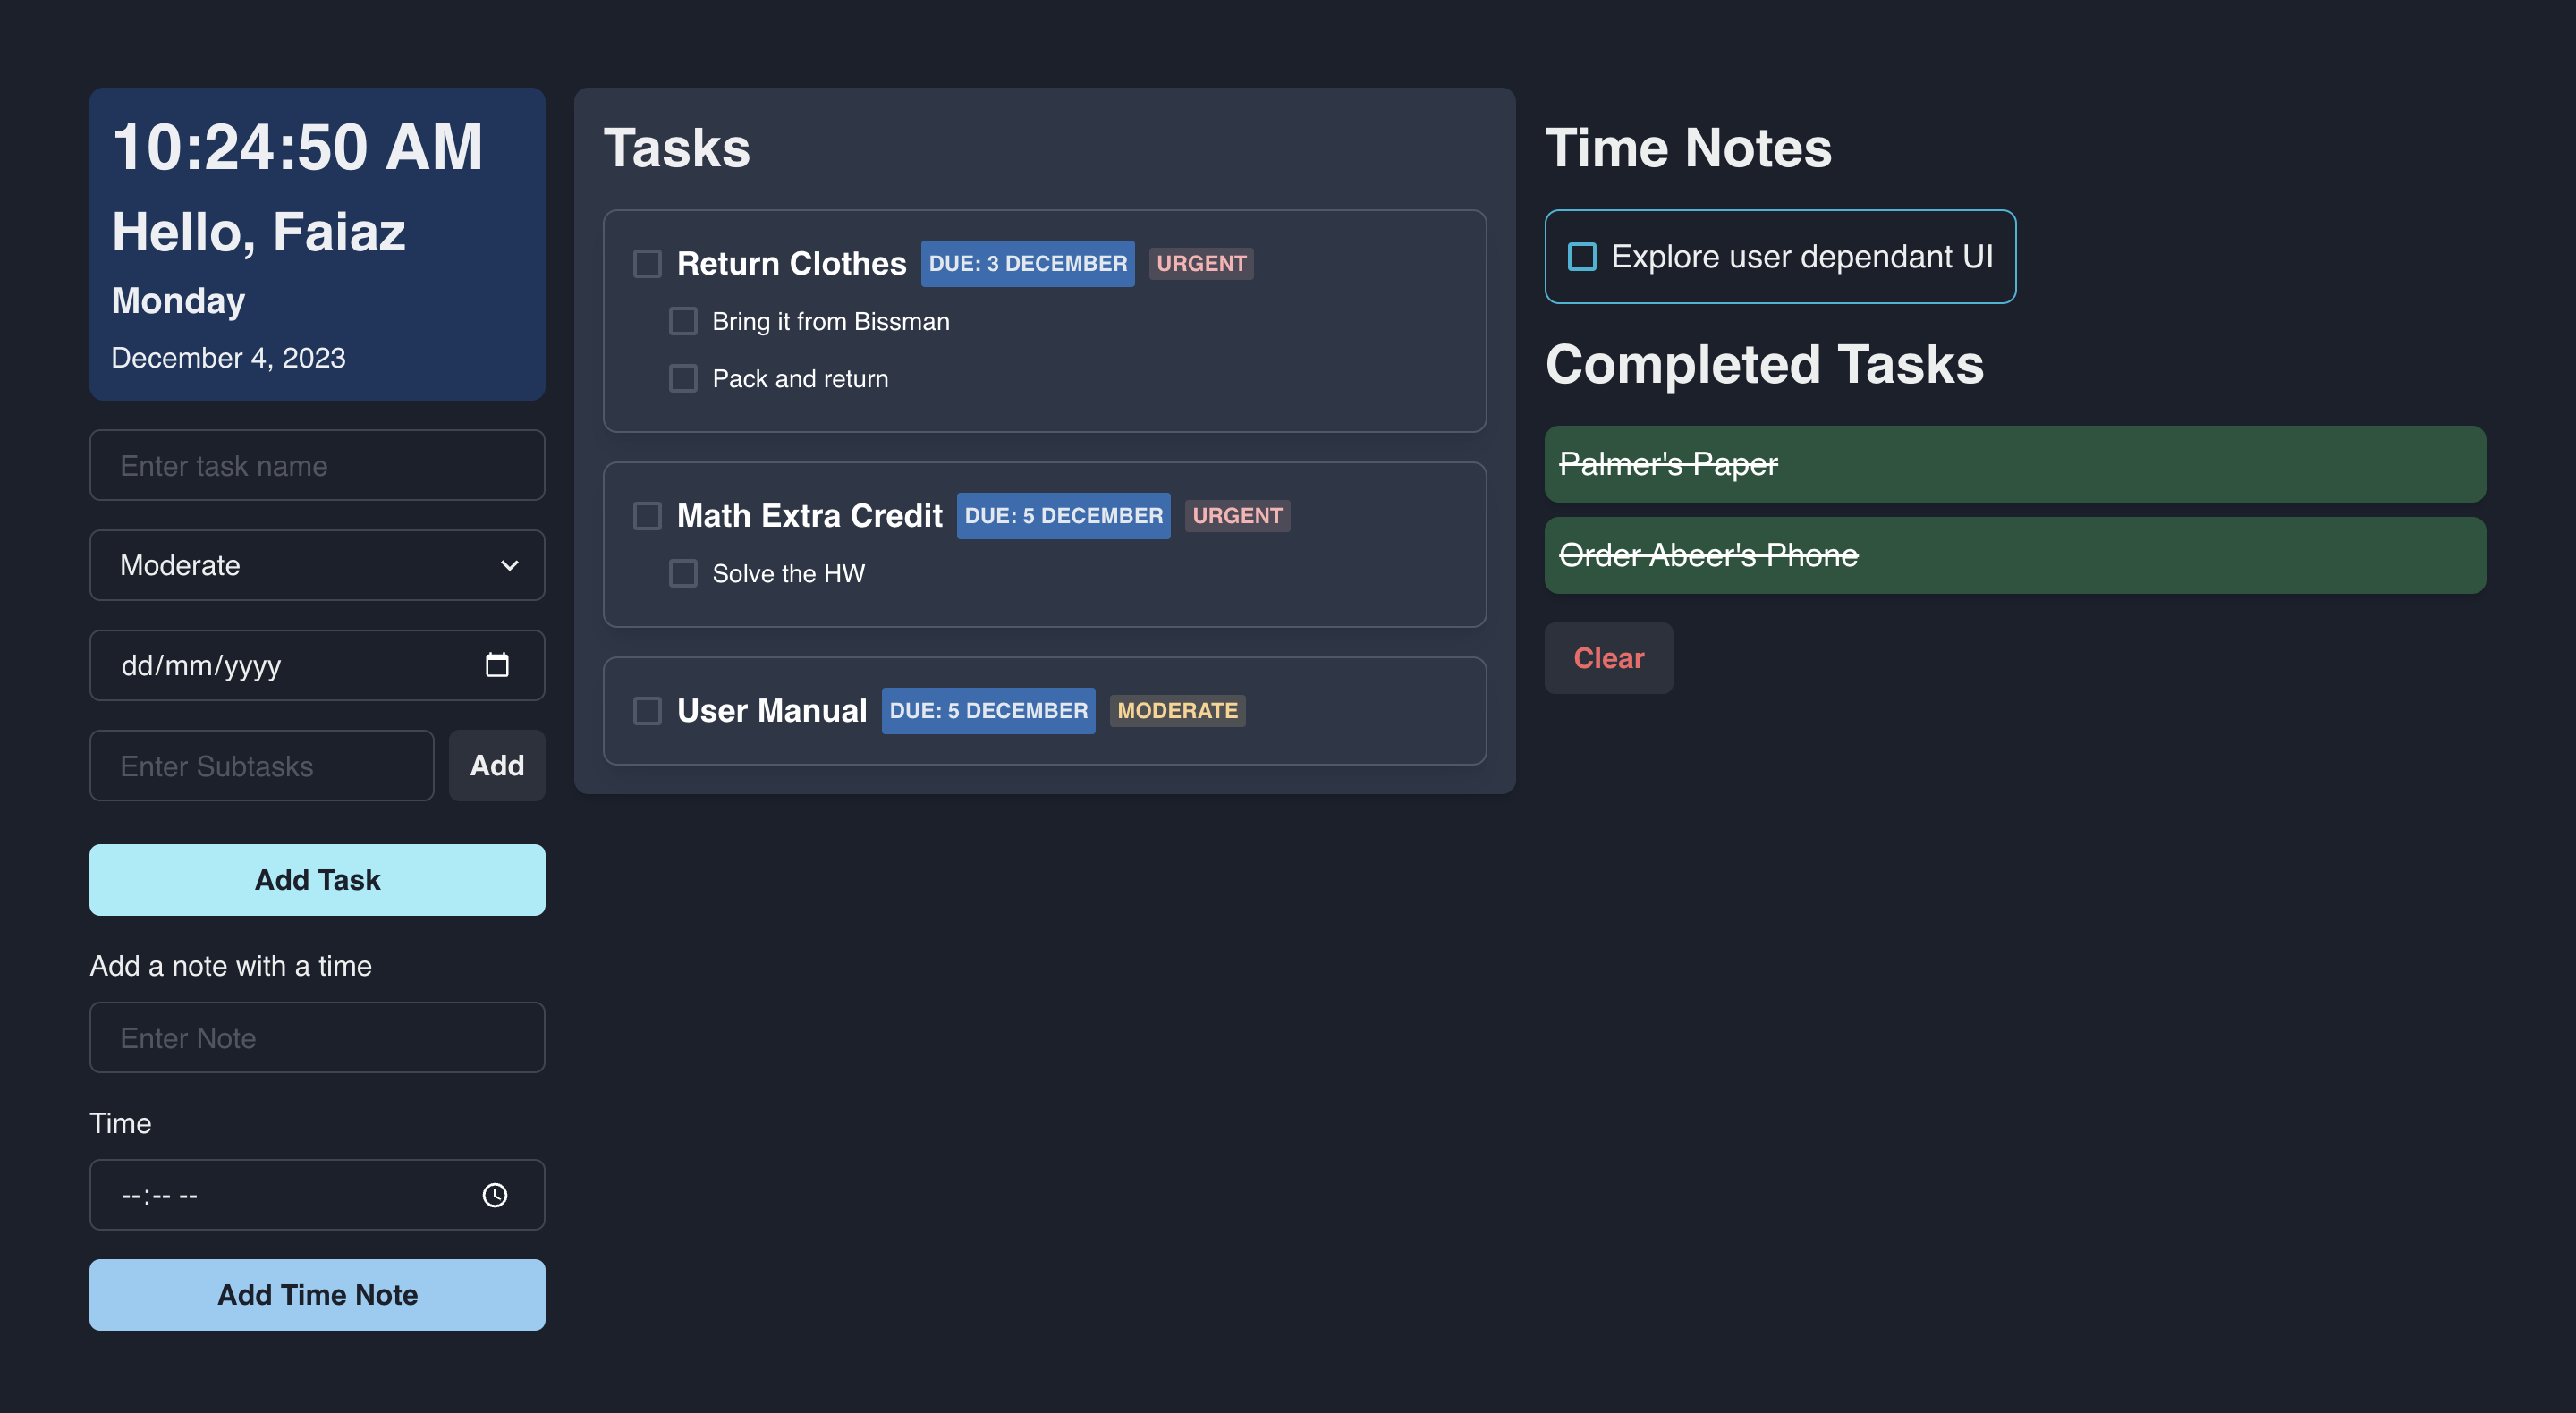 10:24:50 AM
Hello, Faiaz
Monday
December 4, 2023
Enter task name
Moderate
dd/mm/yyyy
Enter Subtasks
Add
Add Task
Add a note with a time
Enter Note
Time
--:-- --
Add Time Note
Tasks
Return Clothes DUE: 3 DECEMBER URGENT
Bring it from Bissman
Pack and return
Math Extra Credit DUE: 5 DECEMBER URGENT
Solve the HW
User Manual DUE: 5 DECEMBER MODERATE
Time Notes
Explore user dependant UI
Completed Tasks
Palmer's Paper
Order Abeer's Phone
Clear